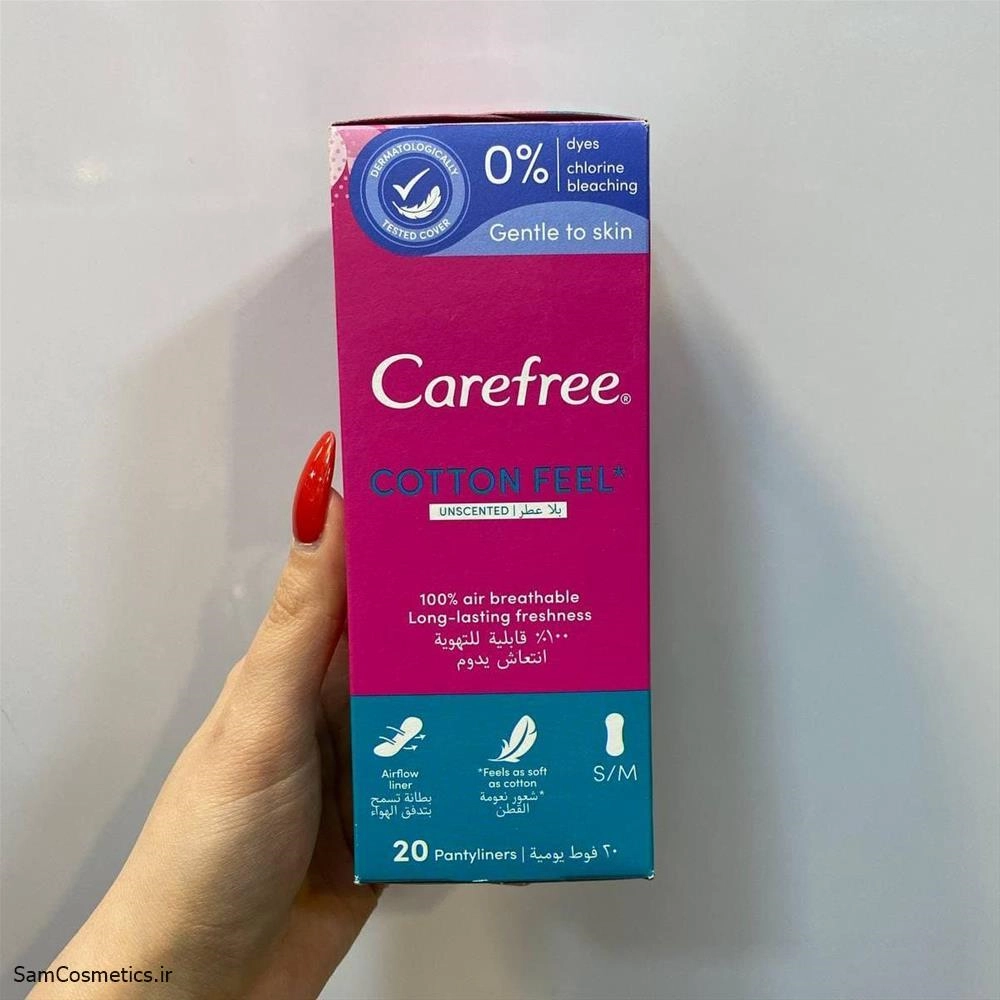 DERMATOLOGICALLY
TESTED COVER
0%
dyes
chlorine
bleaching
Gentle to skin
Carefree®
COTTON FEEL*
UNSCENTED | بلا عطر
100% air breathable
Long-lasting freshness
٪١٠٠ قابلية للتهوية
انتعاش يدوم
Airflow
liner
بطانة تسمح
بتدفق الهواء
*Feels as soft
as cotton
*شعور نعومة
القطن
S/M
20 Pantyliners | ٢٠ فوط يومية
SamCosmetics.ir